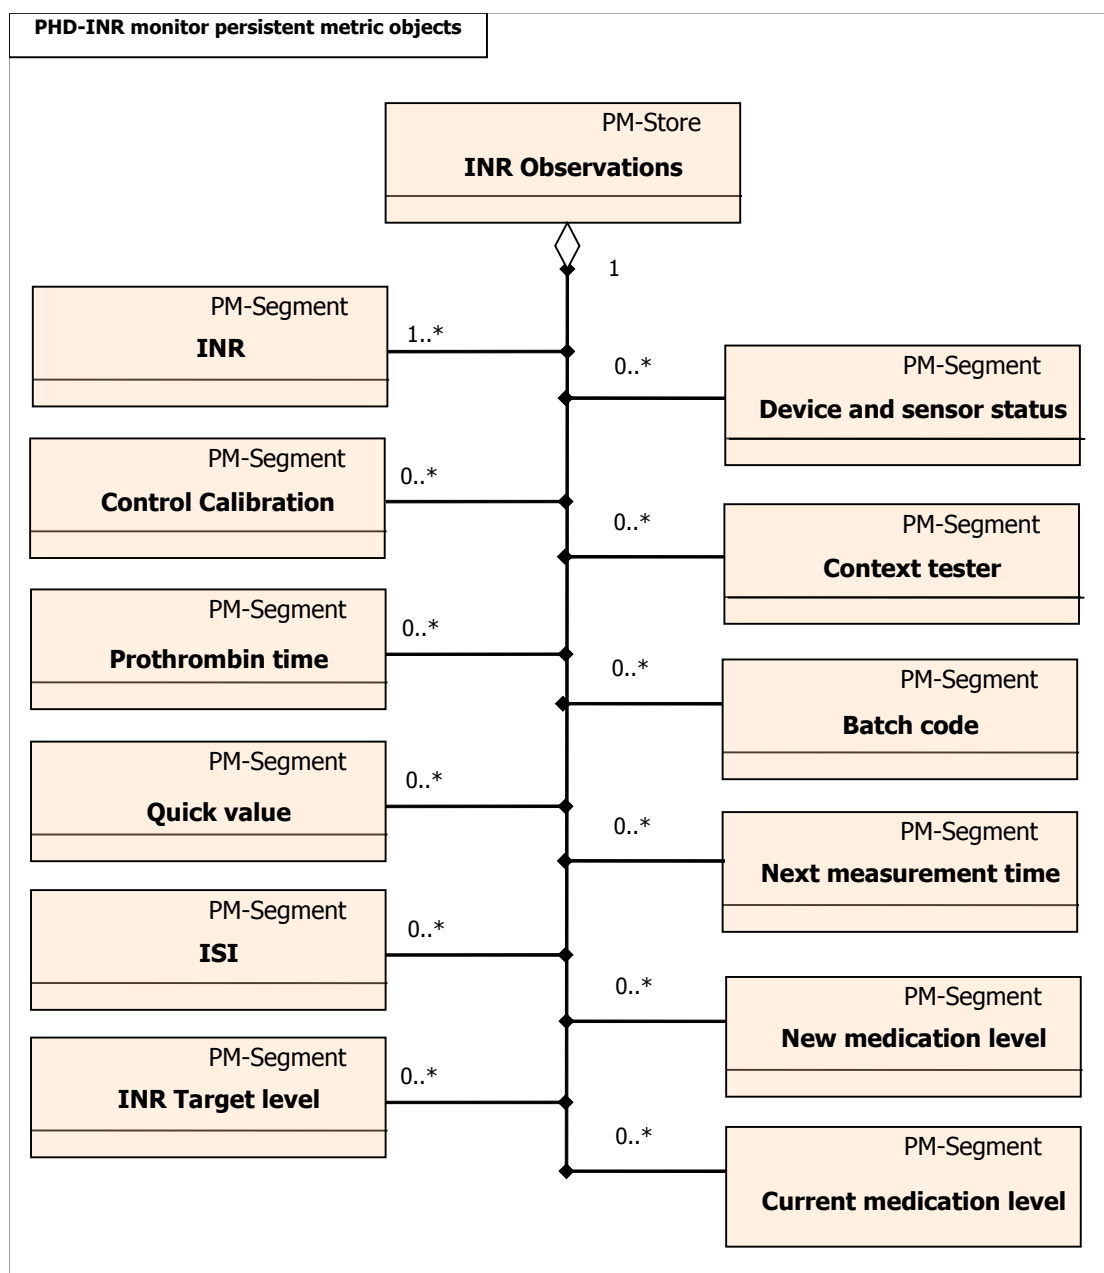 PHD-INR monitor persistent metric objects
PM-Store
INR Observations
1
PM-Segment
INR
1..*
0..*
PM-Segment
Device and sensor status
PM-Segment
Control Calibration
0..*
0..*
PM-Segment
Context tester
PM-Segment
Prothrombin time
0..*
0..*
PM-Segment
Batch code
PM-Segment
Quick value
0..*
0..*
PM-Segment
Next measurement time
PM-Segment
ISI
0..*
0..*
PM-Segment
New medication level
PM-Segment
INR Target level
0..*
0..*
PM-Segment
Current medication level